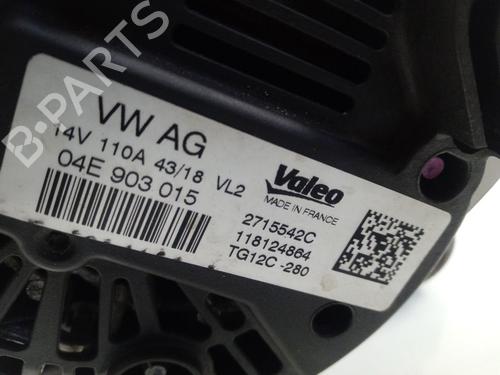 B-PARTS
VW AG
14V 110A 43/18 VL2
04E 903 015
Valeo
MADE IN FRANCE
2715542C
118124864
TG12C-280